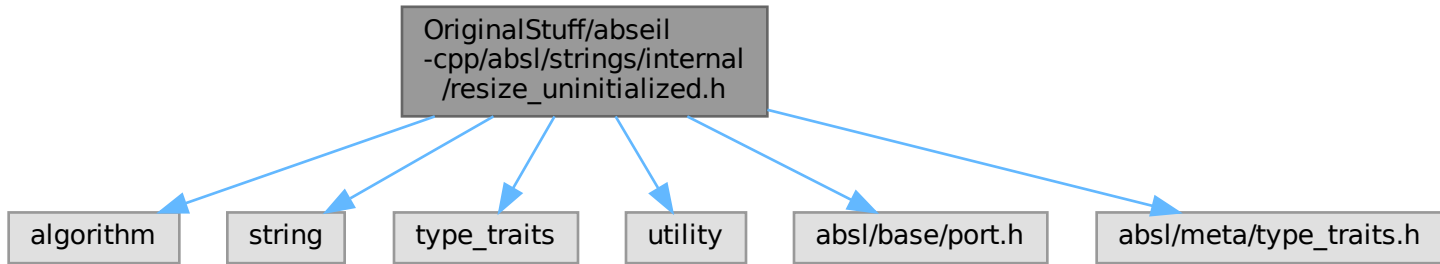 OriginalStuff/abseil
-cpp/absl/strings/internal
/resize_uninitialized.h
algorithm
string
type_traits
utility
absl/base/port.h
absl/meta/type_traits.h